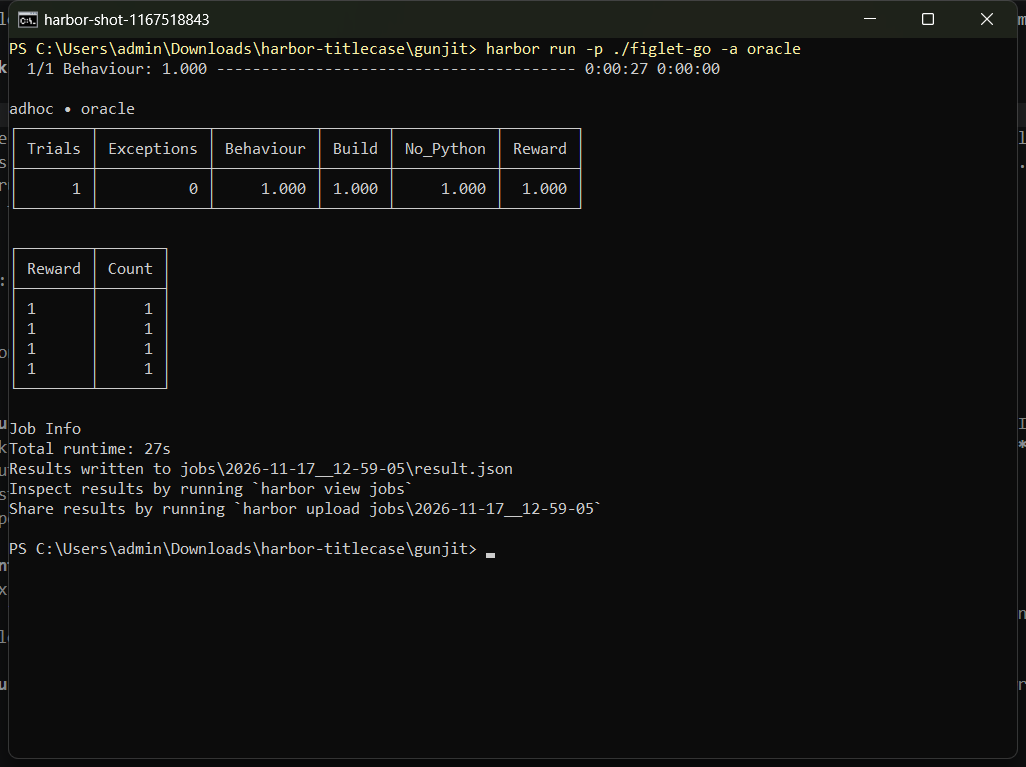 harbor-shot-1167518843
PS C:\Users\admin\Downloads\harbor-titlecase\gunjit> harbor run -p ./figlet-go -a oracle
1/1 Behaviour: 1.000 ---------------------------------------- 0:00:27 0:00:00
adhoc • oracle
Trials Exceptions Behaviour Build No_Python Reward
1 0 1.000 1.000 1.000 1.000
Reward Count
1 1
1 1
1 1
1 1
Job Info
Total runtime: 27s
Results written to jobs\2026-11-17__12-59-05\result.json
Inspect results by running `harbor view jobs`
Share results by running `harbor upload jobs\2026-11-17__12-59-05`
PS C:\Users\admin\Downloads\harbor-titlecase\gunjit>